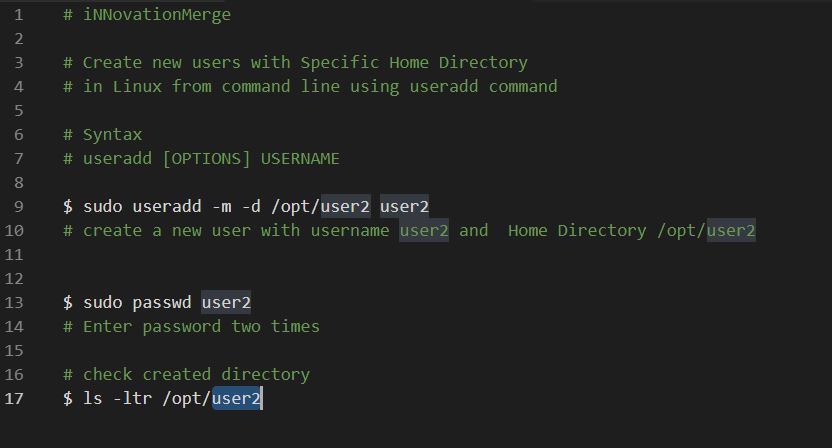 1 # iNNovationMerge
2
3 # Create new users with Specific Home Directory
4 # in Linux from command line using useradd command
5
6 # Syntax
7 # useradd [OPTIONS] USERNAME
8
9 $ sudo useradd -m -d /opt/user2 user2
10 # create a new user with username user2 and  Home Directory /opt/user2
11
12
13 $ sudo passwd user2
14 # Enter password two times
15
16 # check created directory
17 $ ls -ltr /opt/user2